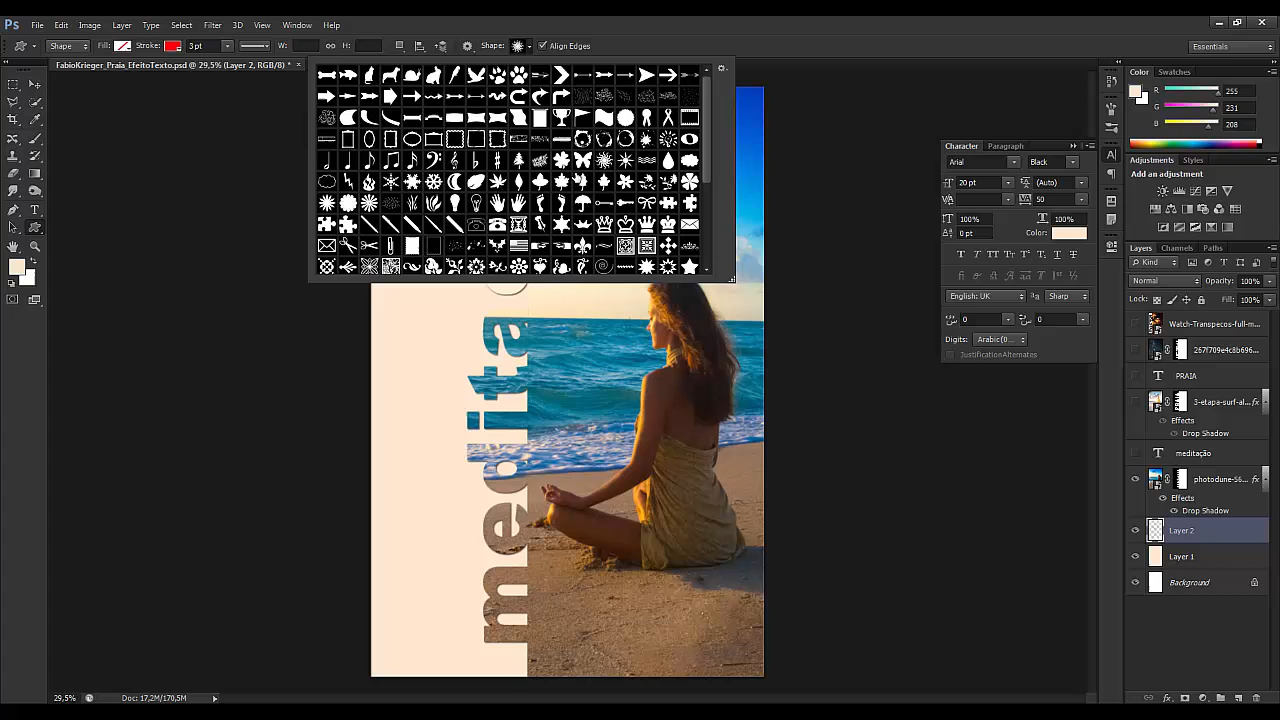 Ps File Edit Image Layer Type Select Filter 3D View Window Help
Shape Fill: Stroke: 3 pt W: H: Shape: Align Edges Essentials
FabioKrieger_Praia_EfeitoTexto.psd @ 29,5% (Layer 2, RGB/8) *
Color Swatches
R 255
G 231
B 208
Character Paragraph
Arial Black
20 pt (Auto)
50
100% 100%
0 pt Color:
English: UK Sharp
0 0
Digits: Arabic (0...
JustificationAlternates
Adjustments Styles
Add an adjustment
Layers Channels Paths
Kind
Normal Opacity: 100%
Lock: Fill: 100%
Watch-Transpecos-full-m...
PRAIA
3-etapa-surf-al... fx
Effects
Drop Shadow
meditação
photodune-56... fx
Effects
Drop Shadow
Layer 2
Layer 1
Background
medita
29,5% Doc: 17,2M/170,5M